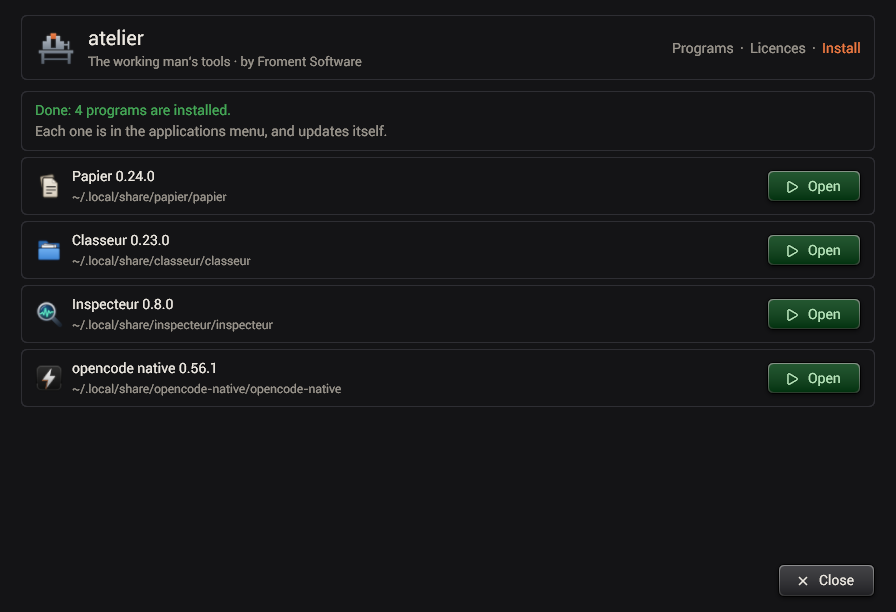 atelier
The working man's tools · by Froment Software
Programs · Licences · Install
Done: 4 programs are installed.
Each one is in the applications menu, and updates itself.
Papier 0.24.0
~/.local/share/papier/papier
Open
Classeur 0.23.0
~/.local/share/classeur/classeur
Open
Inspecteur 0.8.0
~/.local/share/inspecteur/inspecteur
Open
opencode native 0.56.1
~/.local/share/opencode-native/opencode-native
Open
Close